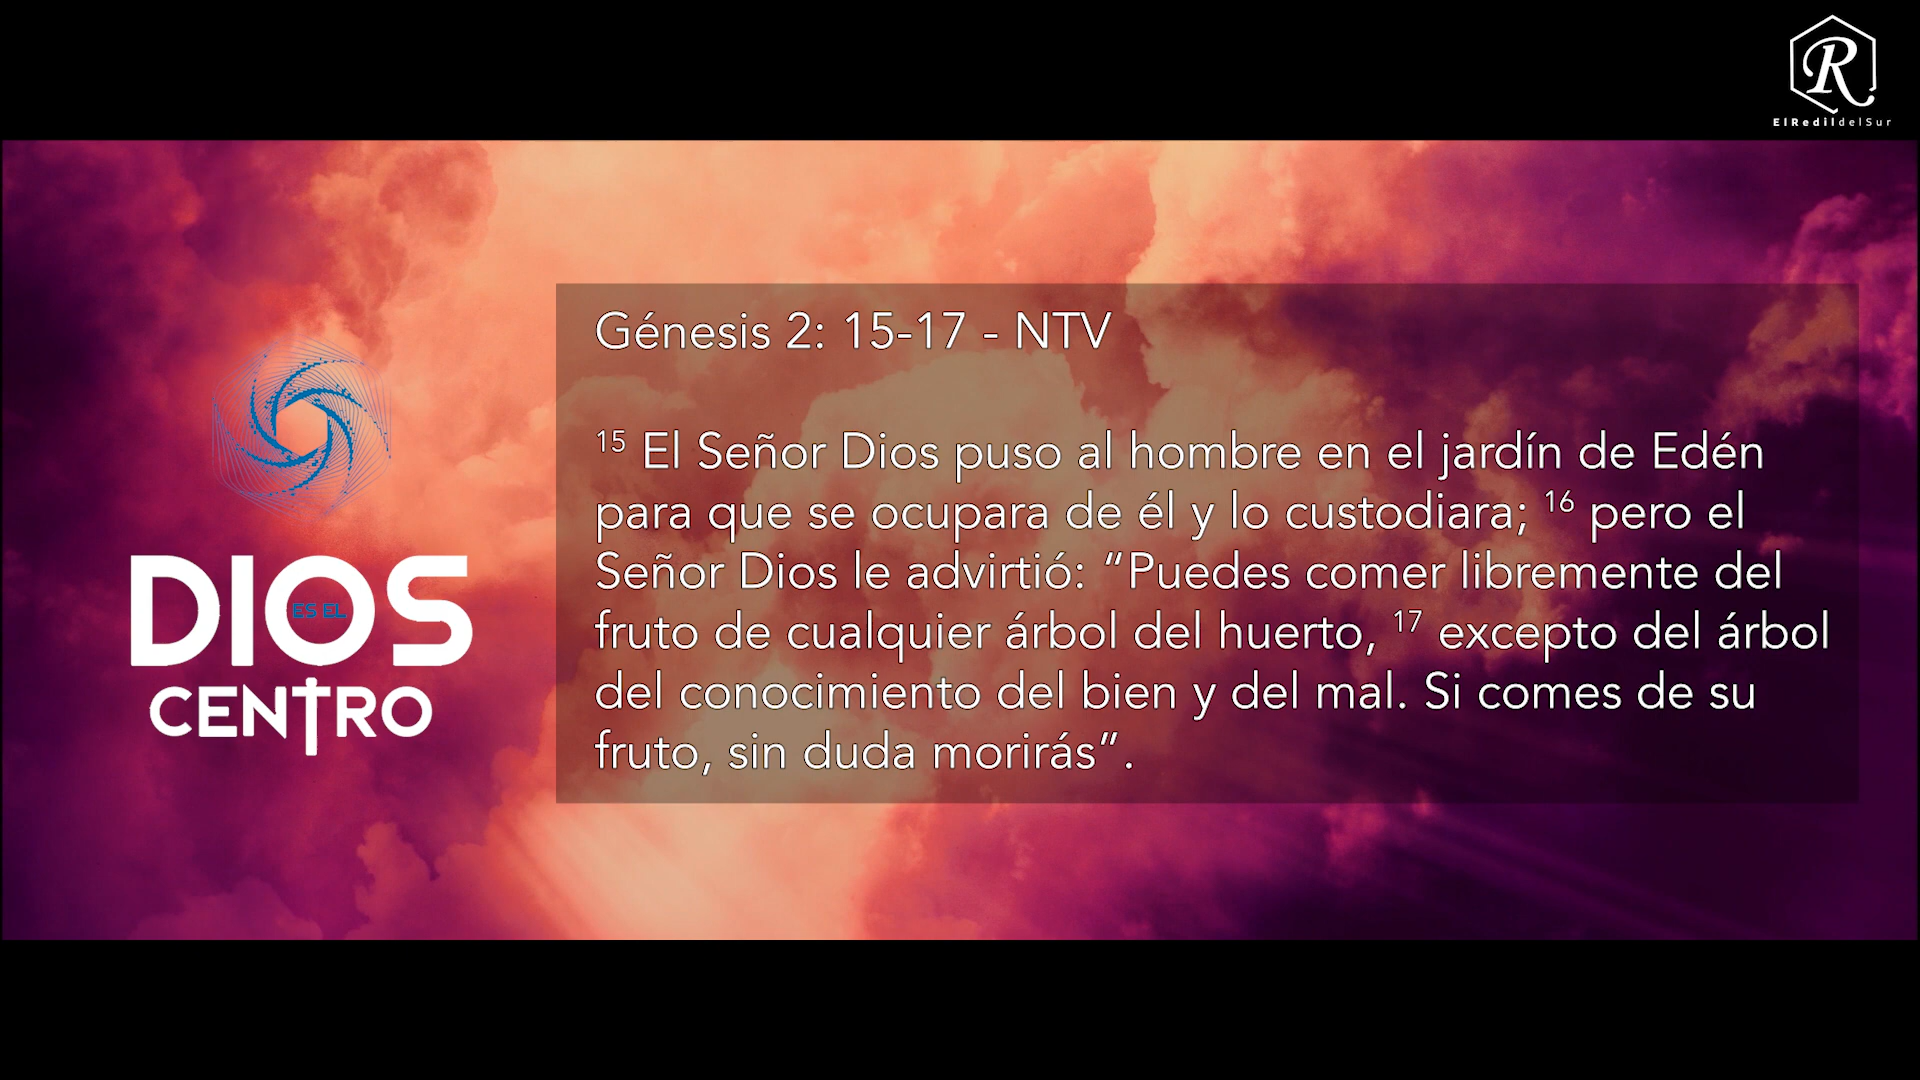 R
ElRedildelSur
Génesis 2: 15-17 - NTV
15 El Señor Dios puso al hombre en el jardín de Edén
para que se ocupara de él y lo custodiara; 16 pero el
Señor Dios le advirtió: “Puedes comer libremente del
fruto de cualquier árbol del huerto, 17 excepto del árbol
del conocimiento del bien y del mal. Si comes de su
fruto, sin duda morirás”.
DIOS
ES EL
CENTRO